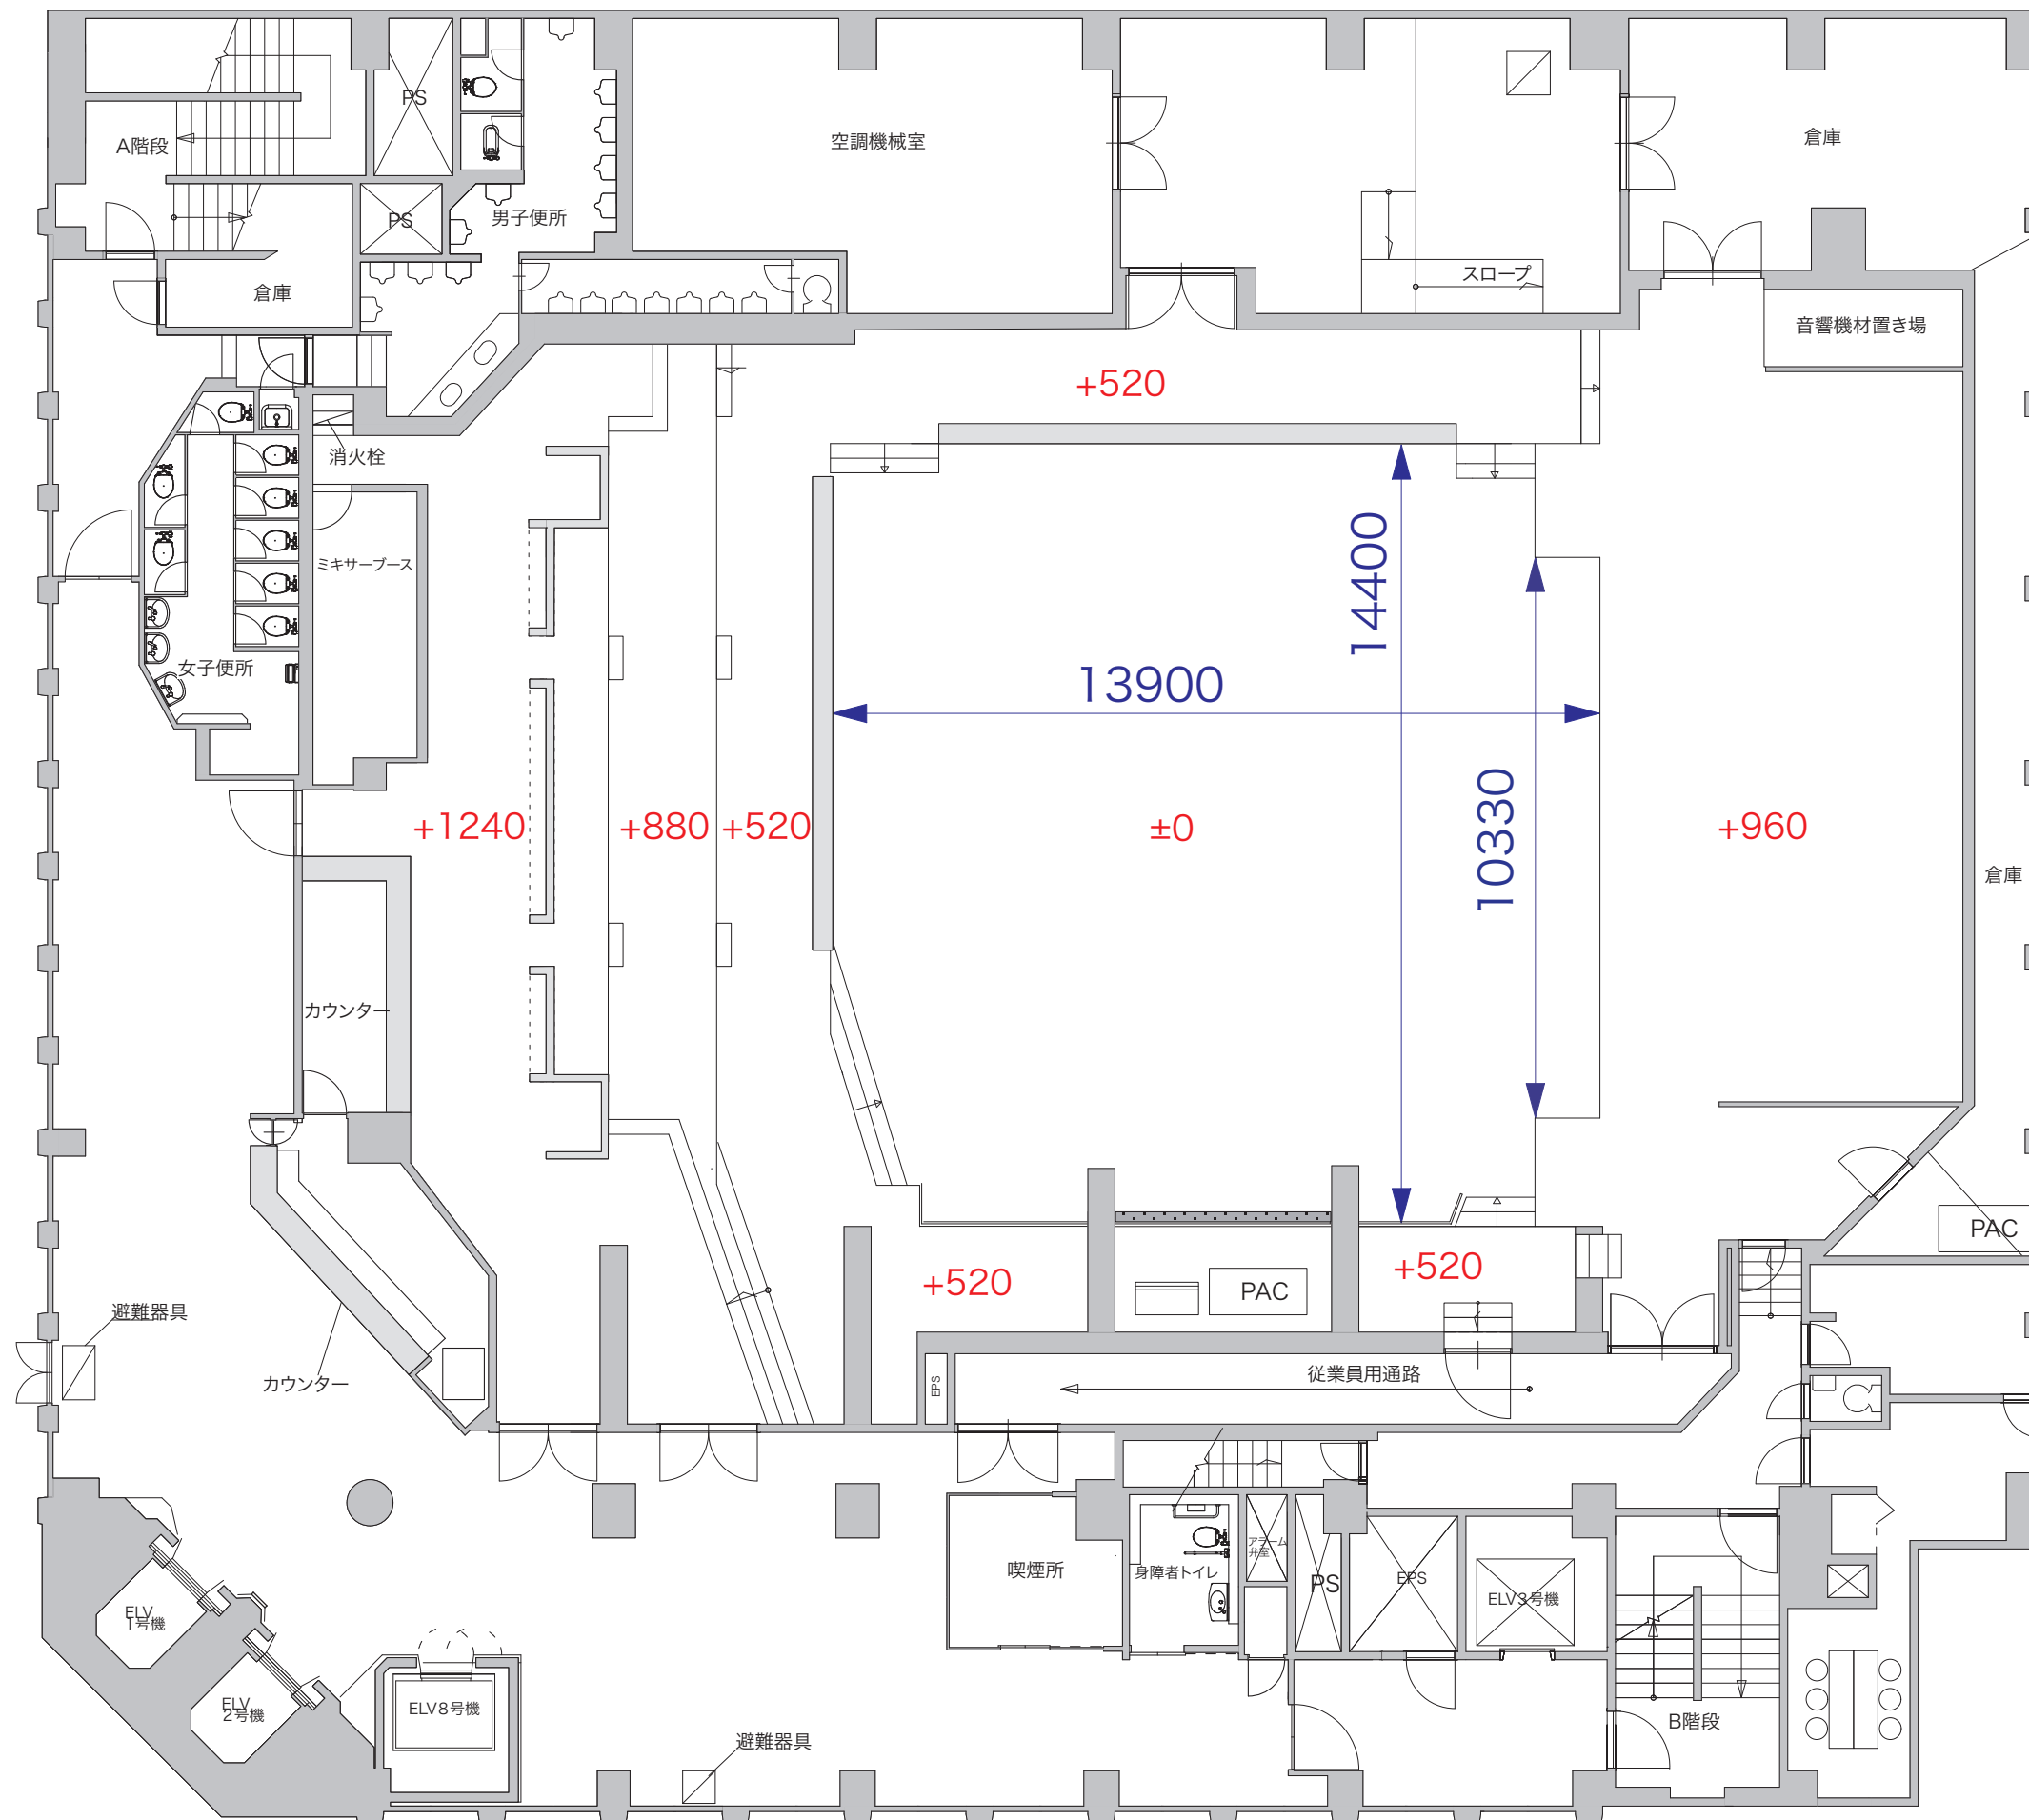 PS
A階段
空調機械室
倉庫
PS
男子便所
スロープ
倉庫
音響機材置き場
+520
消火栓
14400
ミキサーブース
女子便所
13900
10330
+1240
+880
+520
±0
+960
倉庫
カウンター
PAC
+520
+520
PAC
避難器具
カウンター
従業員用通路
EPS
喫煙所
身障者トイレ
アラーム
弁室
PS
EPS
ELV3号機
ELV
1号機
ELV
2号機
ELV8号機
B階段
避難器具